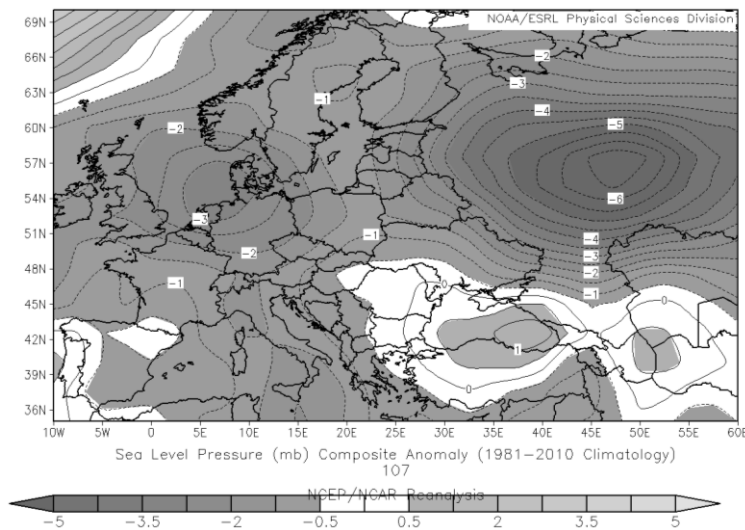 NOAA/ESRL Physical Sciences Division
69N
66N
63N
60N
57N
54N
51N
48N
45N
42N
39N
36N
-2
-3
-4
-5
-6
-4
-3
-2
-1
-1
-2
-3
-2
-1
-1
0
0
1
0
10W 5W 0 5E 10E 15E 20E 25E 30E 35E 40E 45E 50E 55E 60E
Sea Level Pressure (mb) Composite Anomaly (1981-2010 Climatology)
107
NCEP/NCAR Reanalysis
-5 -3.5 -2 -0.5 0.5 2 3.5 5